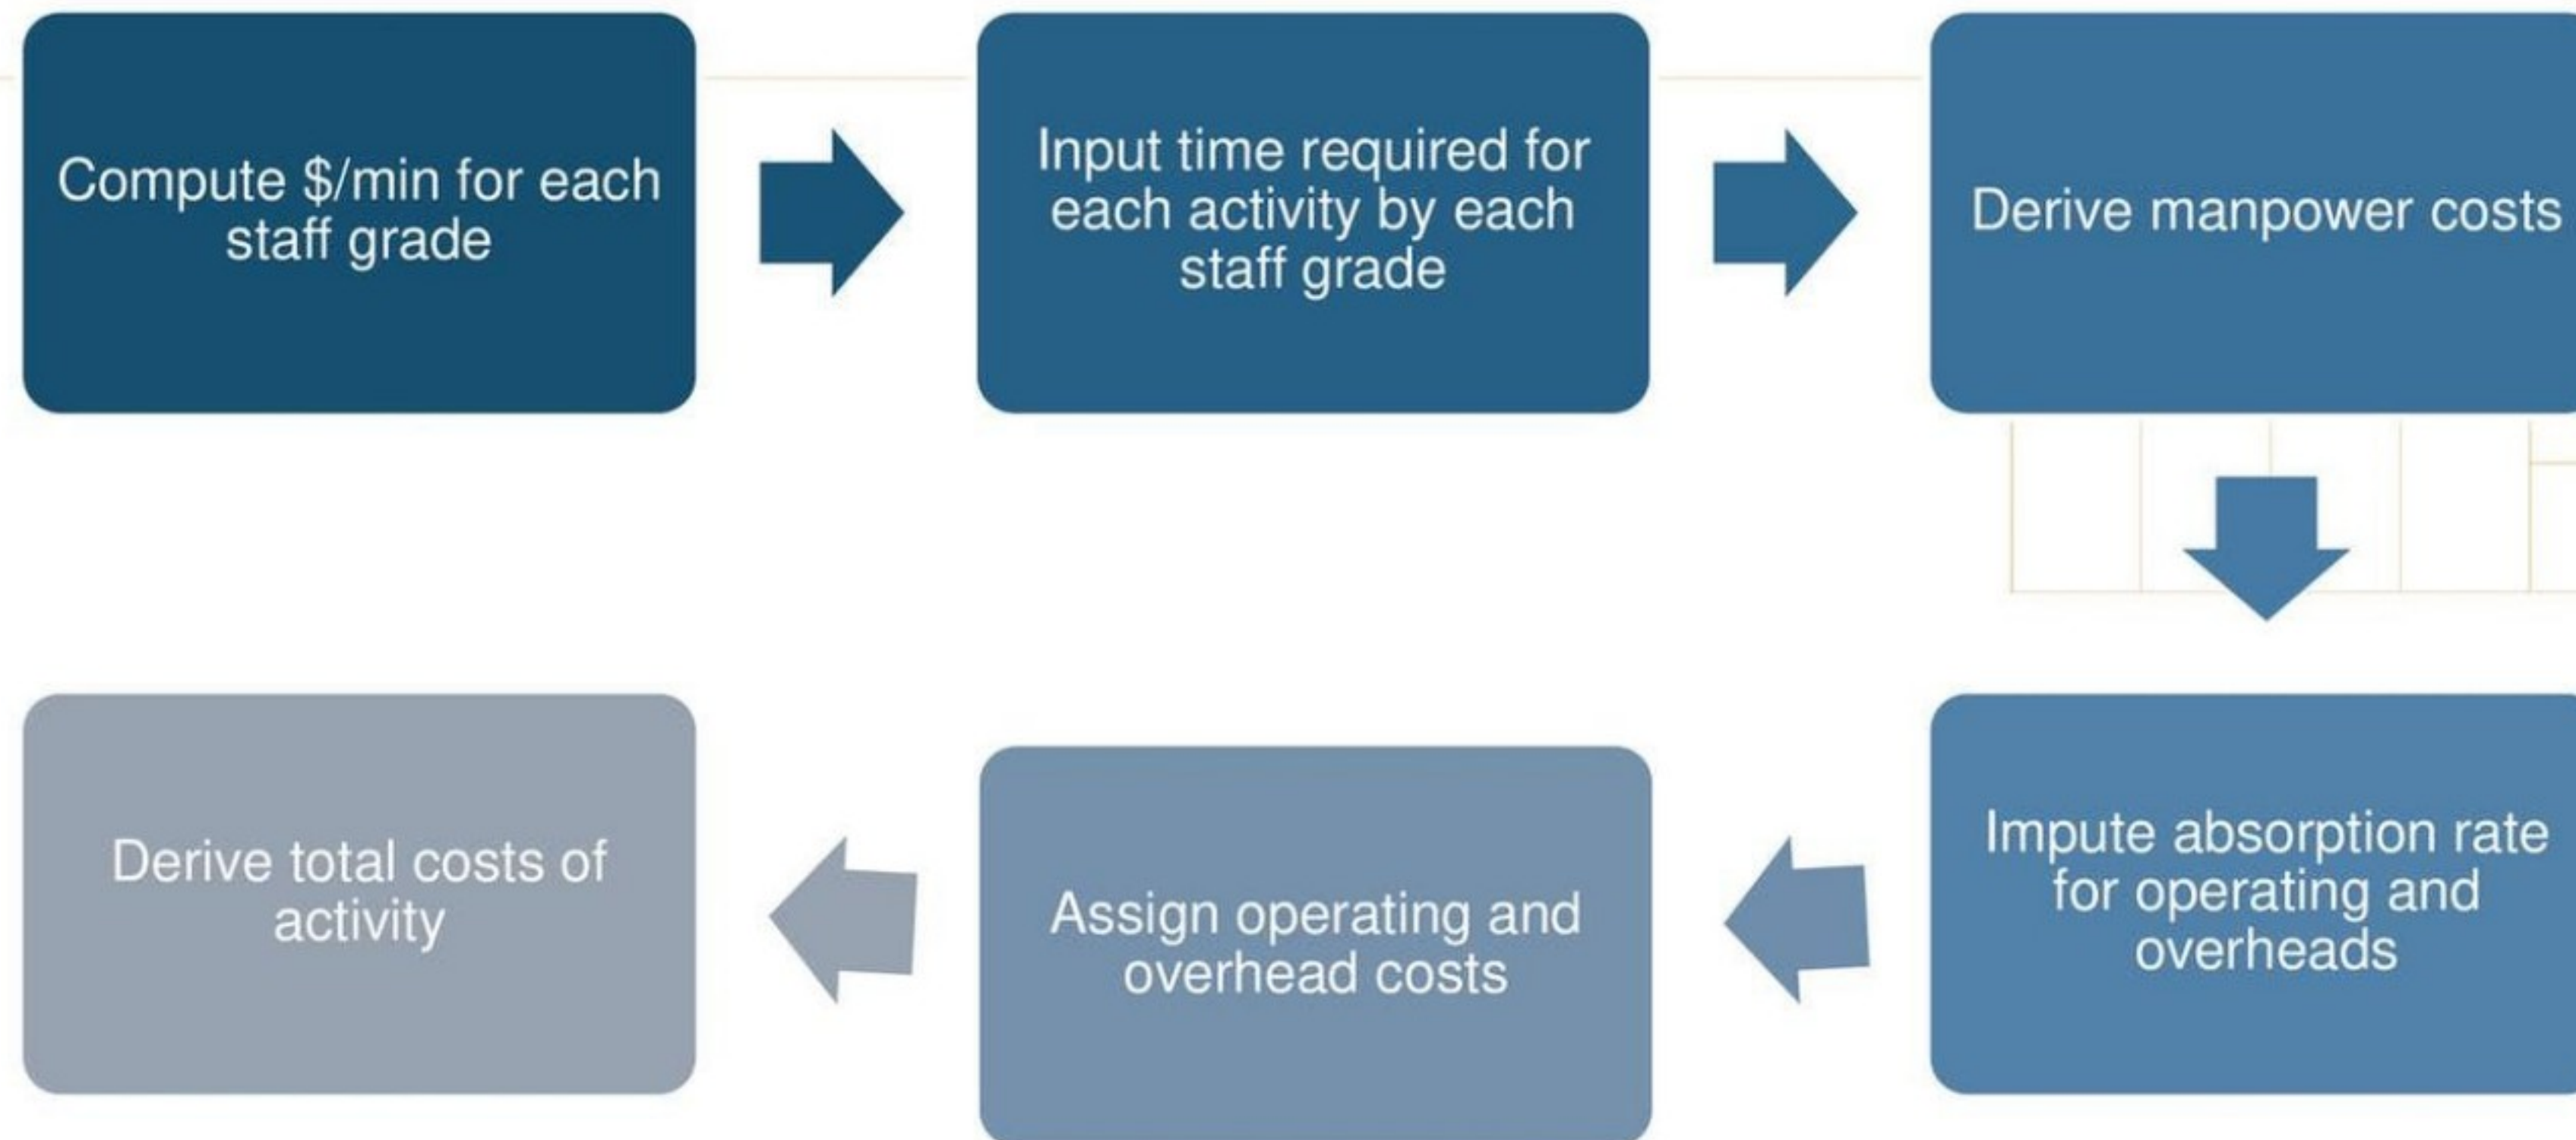 Compute $/min for each
staff grade
Input time required for
each activity by each
staff grade
Derive manpower costs
Impute absorption rate
for operating and
overheads
Assign operating and
overhead costs
Derive total costs of
activity